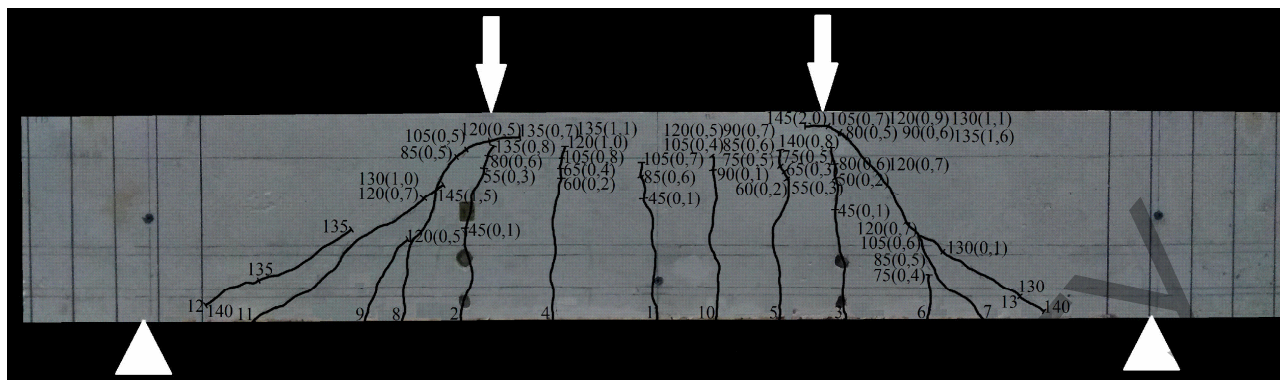 145(2,0) 105(0,7) 120(0,9) 130(1,1)
105(0,5) 120(0,5) 135(0,7) 135(1,1) 120(0,5) 90(0,7) 80(0,5) 90(0,6) 135(1,6)
85(0,5) 135(0,8) 120(1,0) 105(0,4) 85(0,6) 140(0,8)
80(0,6) 105(0,8) 105(0,7) 75(0,5) 75(0,5) 80(0,6) 120(0,7)
130(1,0) 55(0,3) 65(0,4) 85(0,6) 90(0,1) 65(0,3) 50(0,2)
120(0,7) 145(1,5) 60(0,2) 45(0,1) 60(0,2) 55(0,3)
45(0,1)
135 120(0,5) 45(0,1) 120(0,7)
105(0,6) 130(0,1)
135 85(0,5)
75(0,4) 130
12 140 11 9 8 2 4 1 10 5 3 6 7 13 140